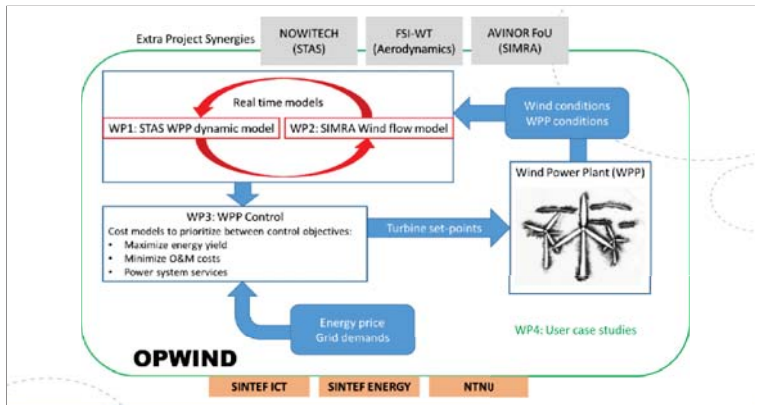 Extra Project Synergies
NOWITECH
(STAS)
FSI-WT
(Aerodynamics)
AVINOR FoU
(SIMRA)
Real time models
WP1: STAS WPP dynamic model
WP2: SIMRA Wind flow model
Wind conditions
WPP conditions
Wind Power Plant (WPP)
WP3: WPP Control
Cost models to prioritize between control objectives:
• Maximize energy yield
• Minimize O&M costs
• Power system services
Turbine set-points
Energy price
Grid demands
WP4: User case studies
OPWIND
SINTEF ICT
SINTEF ENERGY
NTNU